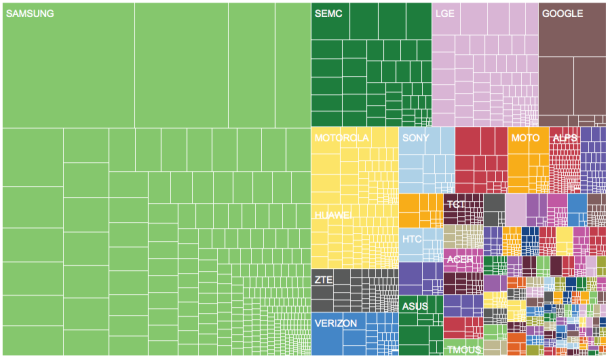 SAMSUNG
SEMC
LGE
GOOGLE
MOTOROLA
SONY
MOTO
ALPS
HUAWEI
TCT
HTC
ACER
ZTE
ASUS
VERIZON
TMOUS